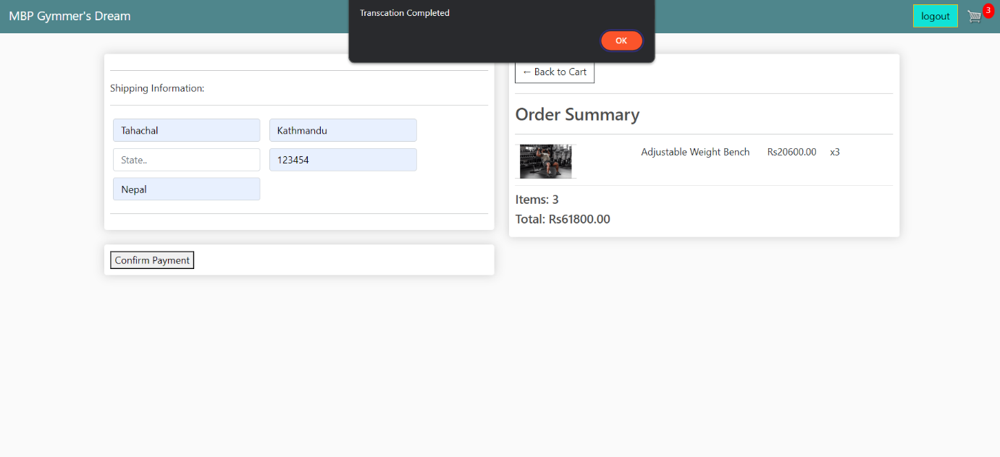 MBP Gymmer's Dream
Transcation Completed
OK
logout
3
Shipping Information:
Tahachal
Kathmandu
State..
123454
Nepal
Confirm Payment
← Back to Cart
Order Summary
Adjustable Weight Bench Rs20600.00 x3
Items: 3
Total: Rs61800.00